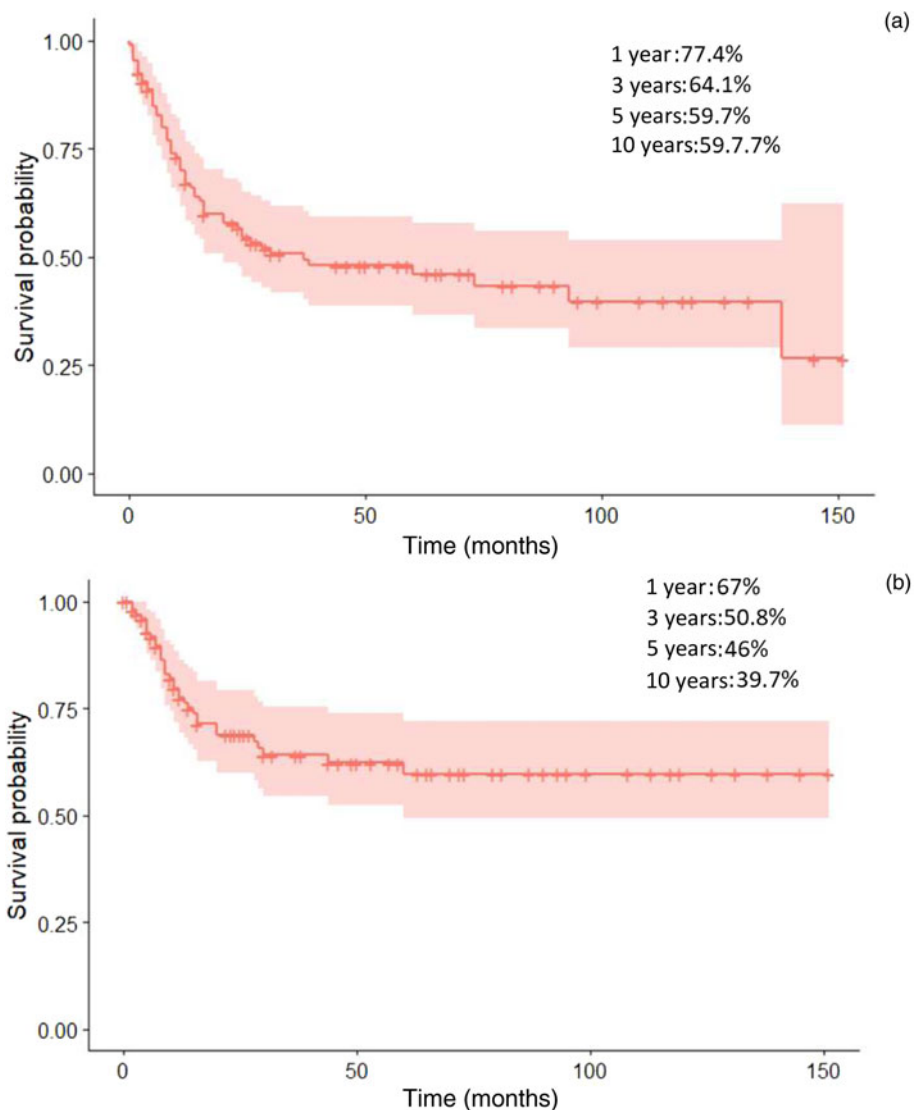 (a)
1 year:77.4%
3 years:64.1%
5 years:59.7%
10 years:59.7.7%
1.00
0.75
0.50
0.25
0.00
Survival probability
0 50 100 150
Time (months)
(b)
1 year:67%
3 years:50.8%
5 years:46%
10 years:39.7%
1.00
0.75
0.50
0.25
0.00
Survival probability
0 50 100 150
Time (months)